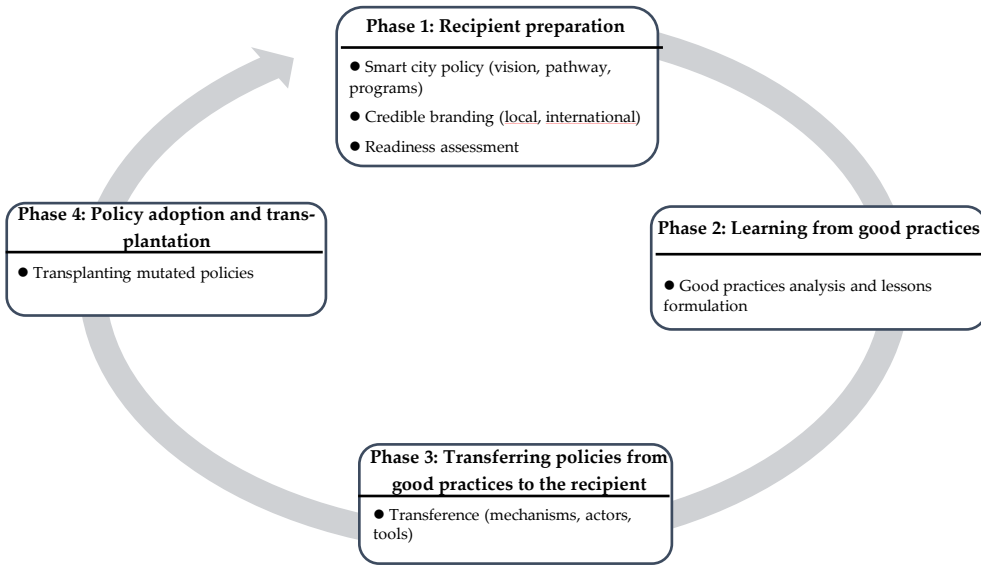 Phase 1: Recipient preparation
● Smart city policy (vision, pathway,
programs)
● Credible branding (local, international)
● Readiness assessment
Phase 2: Learning from good practices
● Good practices analysis and lessons
formulation
Phase 3: Transferring policies from
good practices to the recipient
● Transference (mechanisms, actors,
tools)
Phase 4: Policy adoption and trans-
plantation
● Transplanting mutated policies